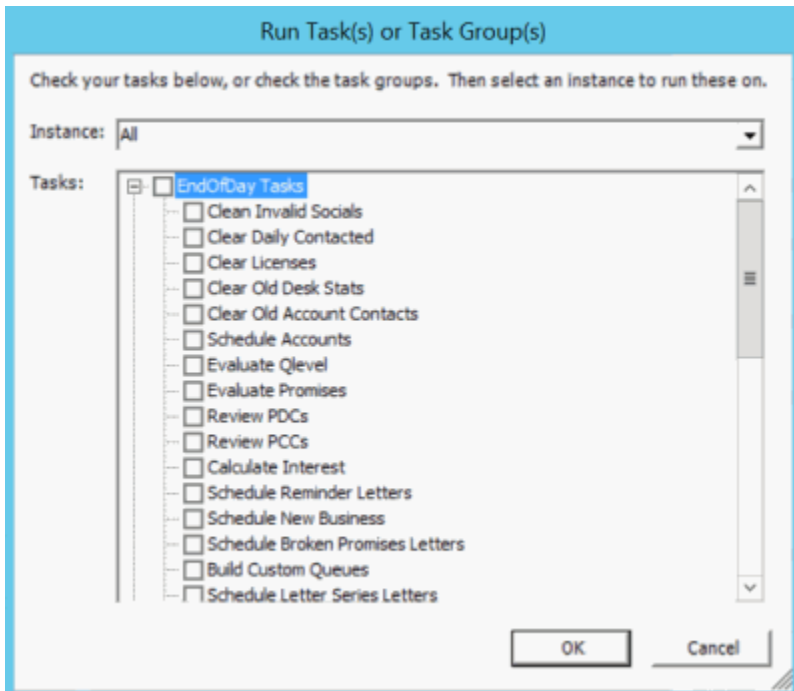 Run Task(s) or Task Group(s)
Check your tasks below, or check the task groups.  Then select an instance to run these on.
Instance: All
Tasks:
EndOfDay Tasks
Clean Invalid Socials
Clear Daily Contacted
Clear Licenses
Clear Old Desk Stats
Clear Old Account Contacts
Schedule Accounts
Evaluate Qlevel
Evaluate Promises
Review PDCs
Review PCCs
Calculate Interest
Schedule Reminder Letters
Schedule New Business
Schedule Broken Promises Letters
Build Custom Queues
Schedule Letter Series Letters
OK Cancel